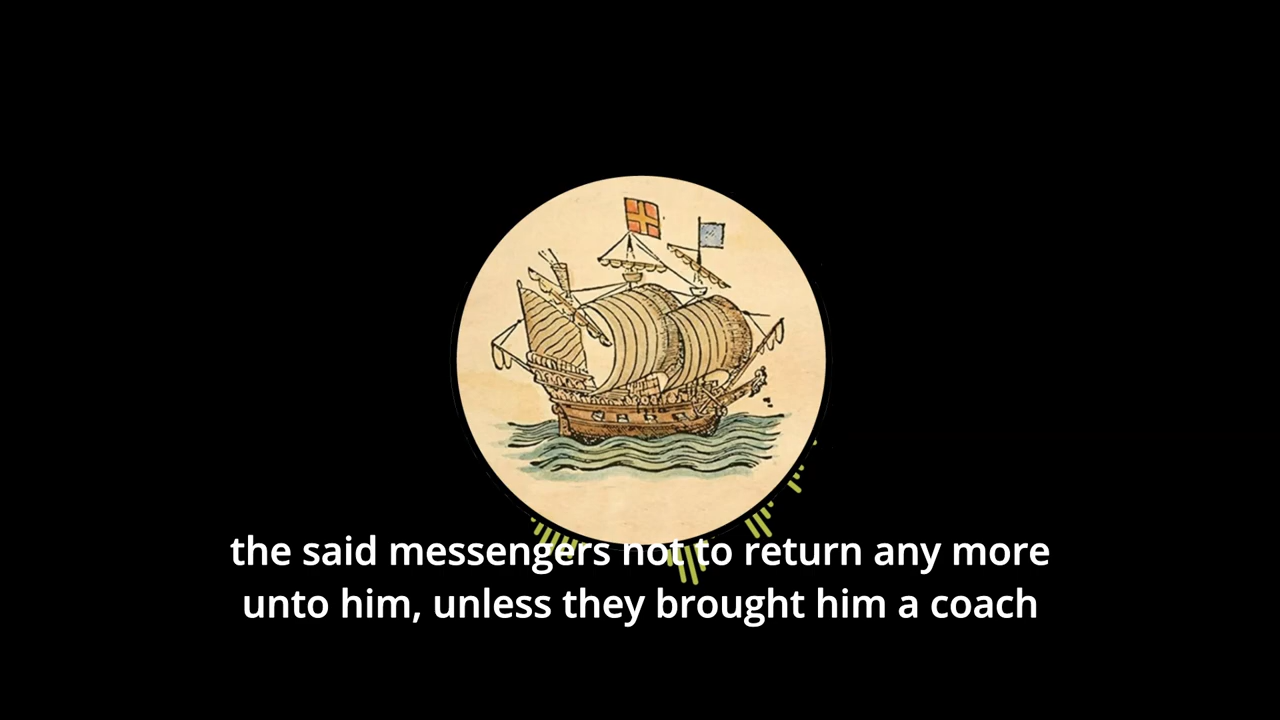 the said messengers not to return any more
unto him, unless they brought him a coach